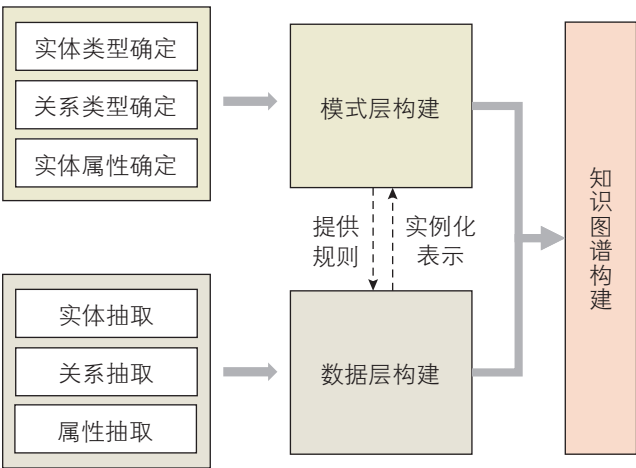 实体类型确定
关系类型确定
实体属性确定
模式层构建
提供
规则
实例化
表示
实体抽取
关系抽取
属性抽取
数据层构建
知识图谱构建